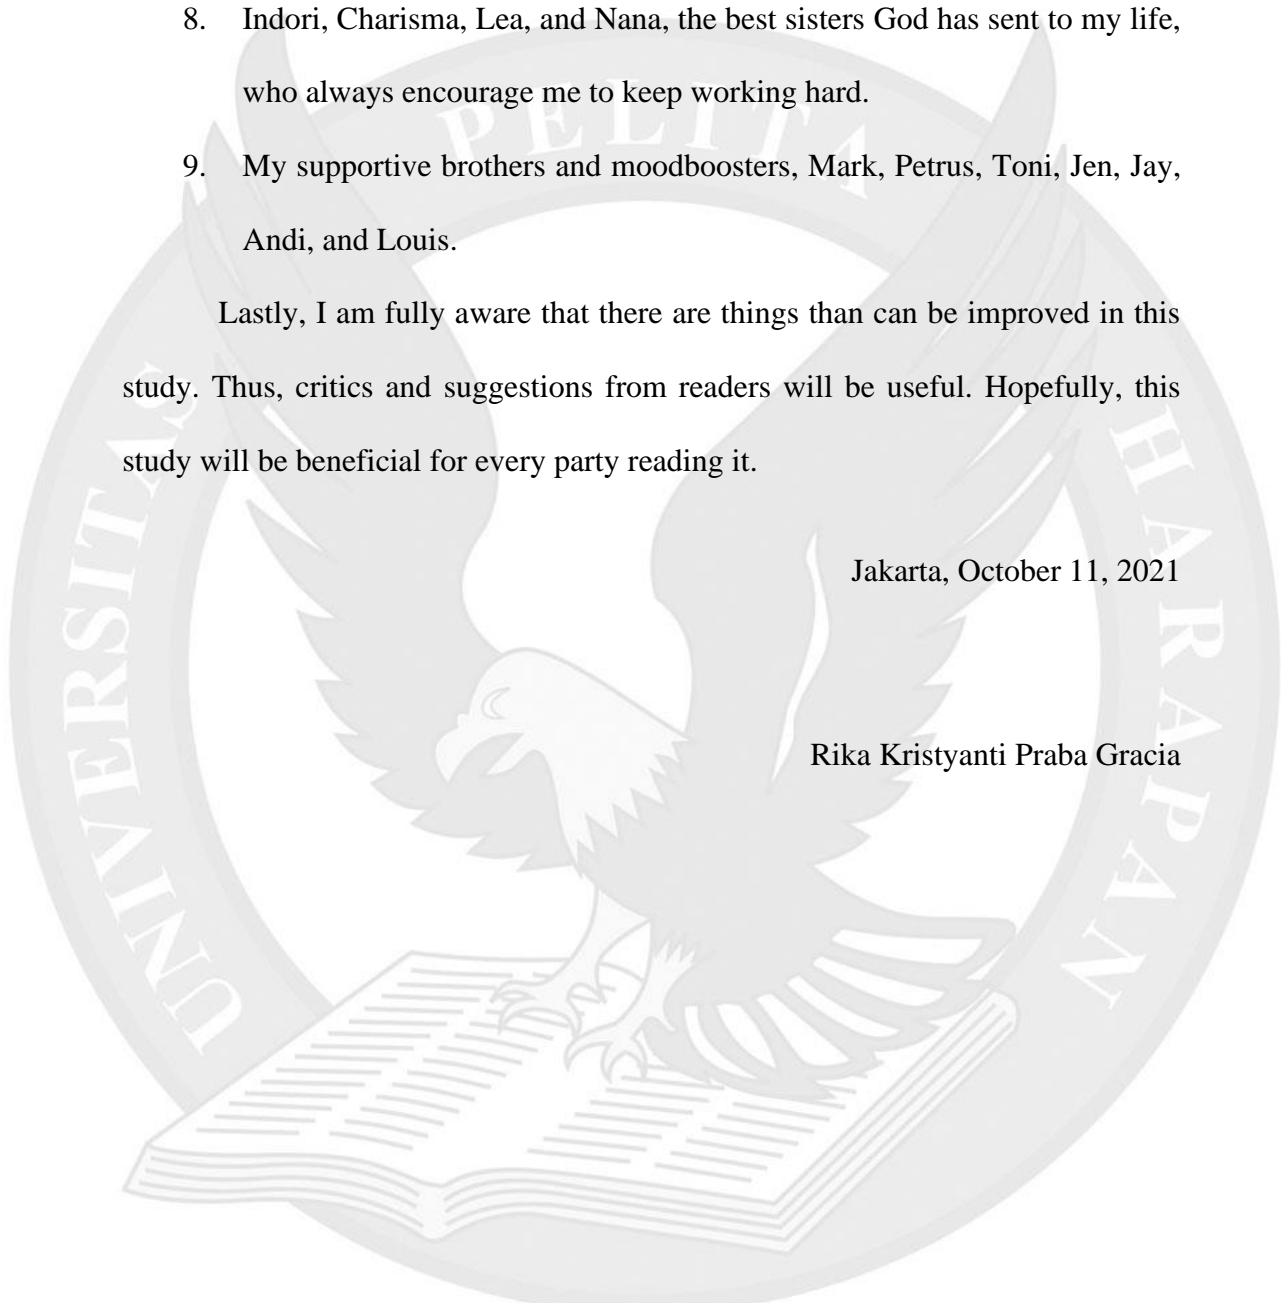 8. Indori, Charisma, Lea, and Nana, the best sisters God has sent to my life,
who always encourage me to keep working hard.
9. My supportive brothers and moodboosters, Mark, Petrus, Toni, Jen, Jay,
Andi, and Louis.
Lastly, I am fully aware that there are things than can be improved in this
study. Thus, critics and suggestions from readers will be useful. Hopefully, this
study will be beneficial for every party reading it.
Jakarta, October 11, 2021
Rika Kristyanti Praba Gracia
UNIVERSITAS PELITA HARAPAN